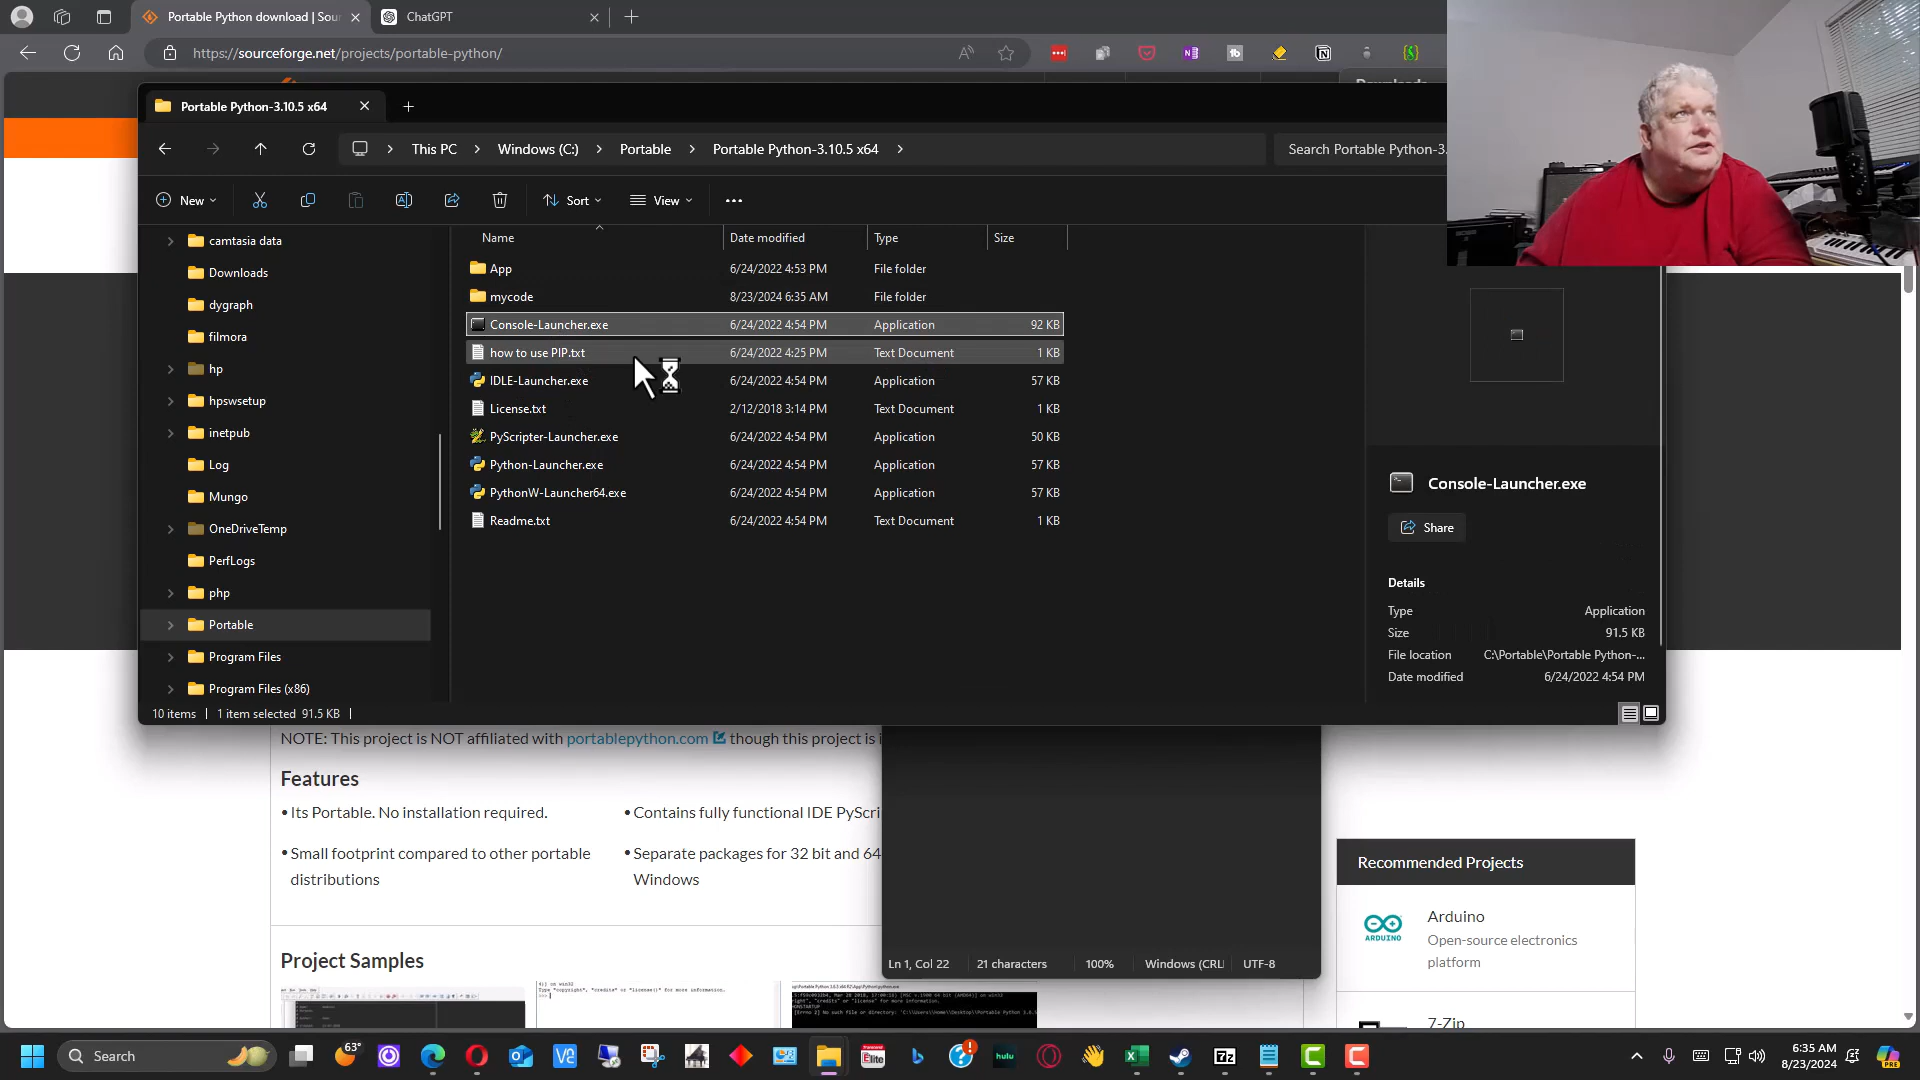 Portable Python download | Sou
ChatGPT
https://sourceforge.net/projects/portable-python/
Portable Python-3.10.5 x64
This PC > Windows (C:) > Portable > Portable Python-3.10.5 x64 >
Search Portable Python-3.
New
Sort
View
camtasia data
Downloads
dygraph
filmora
hp
hpswsetup
inetpub
Log
Mungo
OneDriveTemp
PerfLogs
php
Portable
Program Files
Program Files (x86)
Name Date modified Type Size
App 6/24/2022 4:53 PM File folder
mycode 8/23/2024 6:35 AM File folder
Console-Launcher.exe 6/24/2022 4:54 PM Application 92 KB
how to use PIP.txt 6/24/2022 4:25 PM Text Document 1 KB
IDLE-Launcher.exe 6/24/2022 4:54 PM Application 57 KB
License.txt 2/12/2018 3:14 PM Text Document 1 KB
PyScripter-Launcher.exe 6/24/2022 4:54 PM Application 50 KB
Python-Launcher.exe 6/24/2022 4:54 PM Application 57 KB
PythonW-Launcher64.exe 6/24/2022 4:54 PM Application 57 KB
Readme.txt 6/24/2022 4:54 PM Text Document 1 KB
Console-Launcher.exe
Share
Details
Type Application
Size 91.5 KB
File location C:\Portable\Portable Python-...
Date modified 6/24/2022 4:54 PM
10 items | 1 item selected 91.5 KB |
NOTE: This project is NOT affiliated with portablepython.com though this project is i
Features
• Its Portable. No installation required.
• Contains fully functional IDE PyScri
• Small footprint compared to other portable
distributions
• Separate packages for 32 bit and 64
Windows
Project Samples
Ln 1, Col 22 21 characters 100% Windows (CRL UTF-8
Recommended Projects
Arduino
Open-source electronics
platform
7-Zip
Search
63°
hulu
6:35 AM
8/23/2024